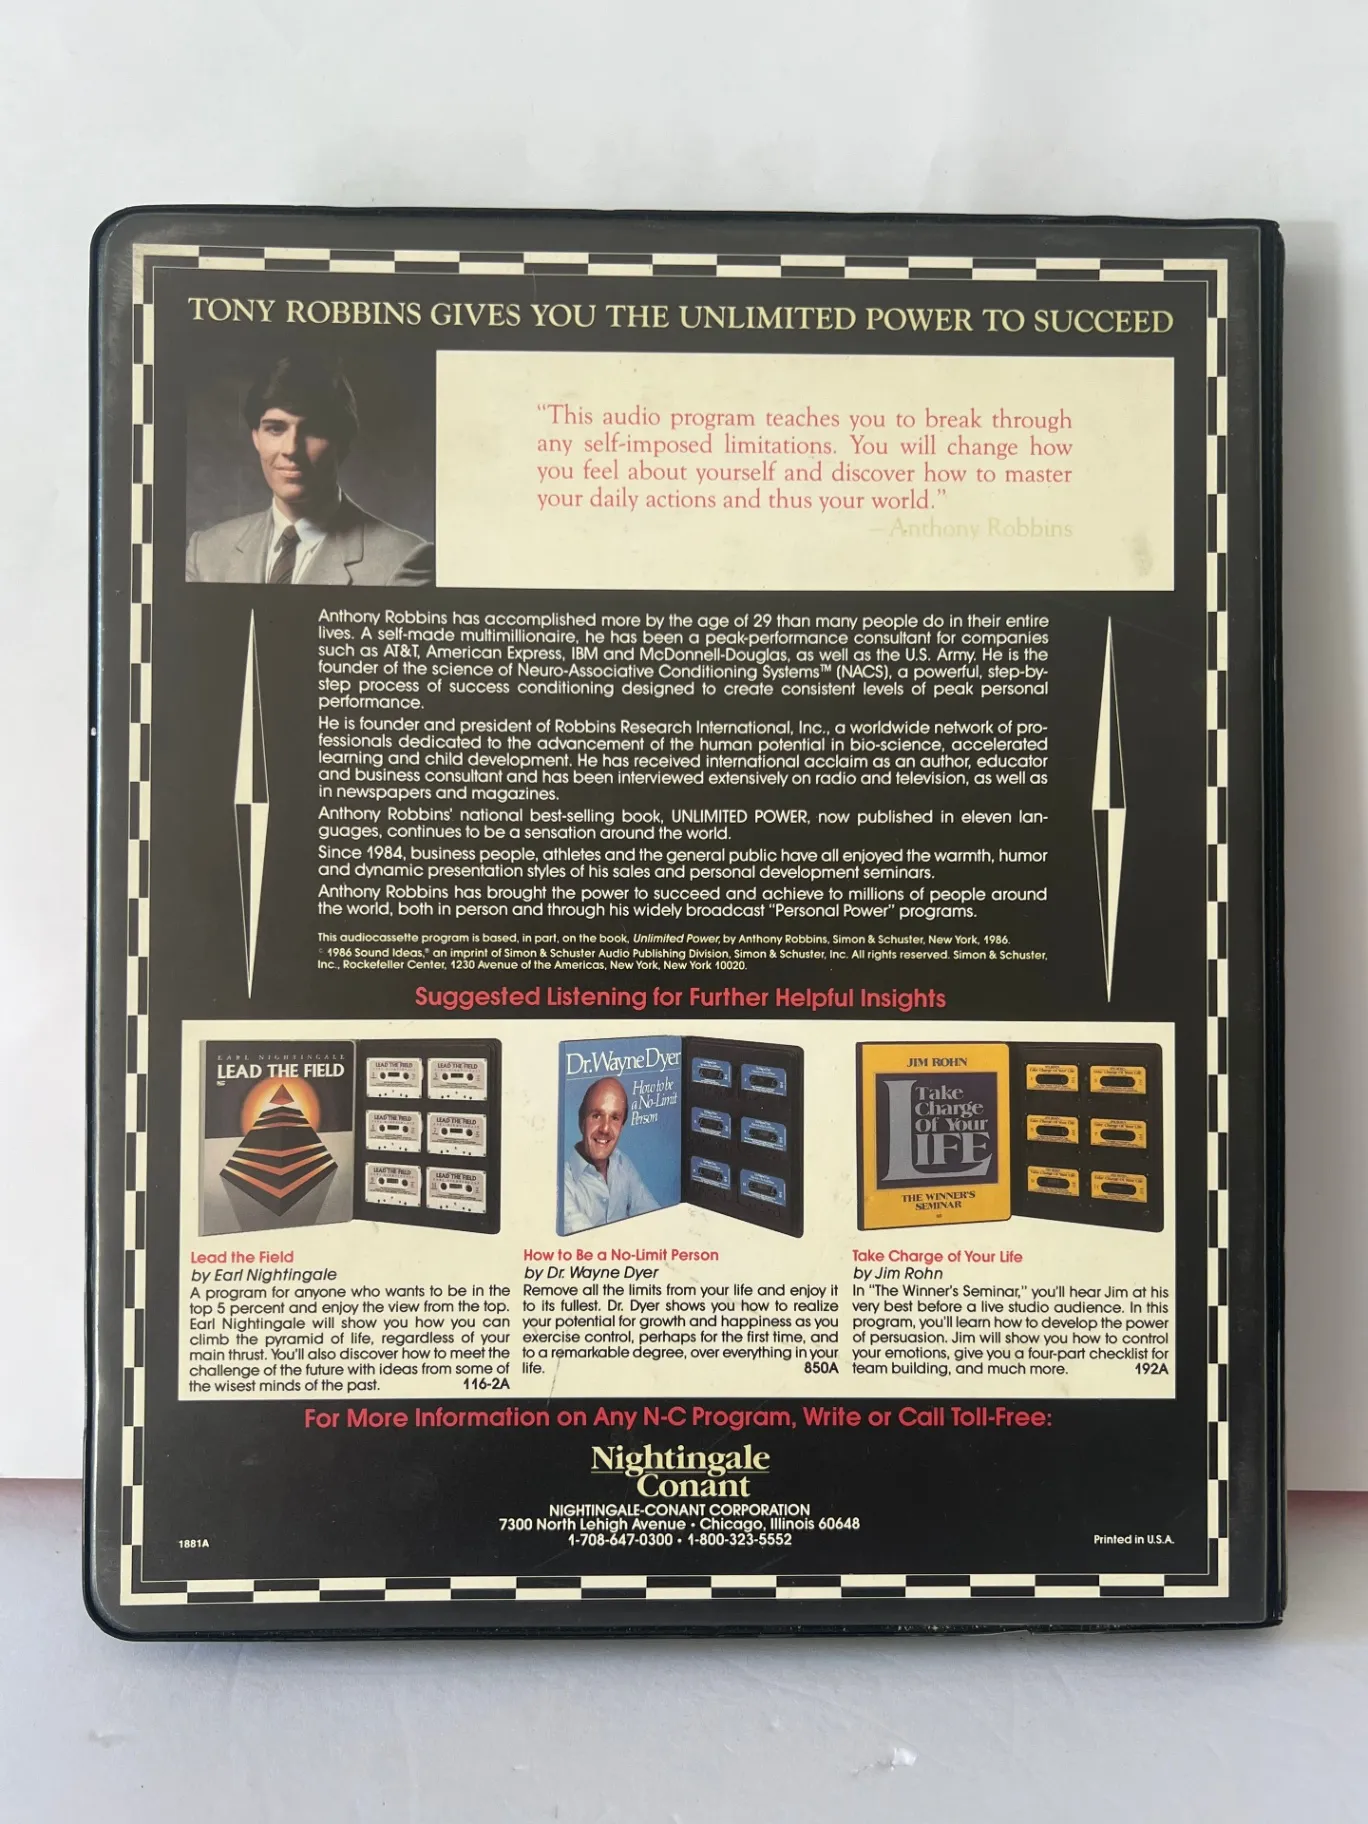 TONY ROBBINS GIVES YOU THE UNLIMITED POWER TO SUCCEED
“This audio program teaches you to break through
any self-imposed limitations. You will change how
you feel about yourself and discover how to master
your daily actions and thus your world.”
– Anthony Robbins
Anthony Robbins has accomplished more by the age of 29 than many people do in their entire
lives. A self-made multimillionaire, he has been a peak-performance consultant for companies
such as AT&T, American Express, IBM and McDonnell-Douglas, as well as the U.S. Army. He is the
founder of the science of Neuro-Associative Conditioning Systems™ (NACS), a powerful, step-by-
step process of success conditioning designed to create consistent levels of peak personal
performance.
He is founder and president of Robbins Research International, Inc., a worldwide network of pro-
fessionals dedicated to the advancement of the human potential in bio-science, accelerated
learning and child development. He has received international acclaim as an author, educator
and business consultant and has been interviewed extensively on radio and television, as well as
in newspapers and magazines.
Anthony Robbins' national best-selling book, UNLIMITED POWER, now published in eleven lan-
guages, continues to be a sensation around the world.
Since 1984, business people, athletes and the general public have all enjoyed the warmth, humor
and dynamic presentation styles of his sales and personal development seminars.
Anthony Robbins has brought the power to succeed and achieve to millions of people around
the world, both in person and through his widely broadcast "Personal Power" programs.
This audiocassette program is based, in part, on the book, Unlimited Power, by Anthony Robbins, Simon & Schuster, New York, 1986.
© 1986 Sound Ideas,® an imprint of Simon & Schuster Audio Publishing Division, Simon & Schuster, Inc. All rights reserved. Simon & Schuster,
Inc., Rockefeller Center, 1230 Avenue of the Americas, New York, New York 10020.
Suggested Listening for Further Helpful Insights
EARL NIGHTINGALE
LEAD THE FIELD
LEAD THE FIELD
LEAD THE FIELD
LEAD THE FIELD
LEAD THE FIELD
LEAD THE FIELD
LEAD THE FIELD
Dr. Wayne Dyer
How to be
a No-Limit
Person
JIM ROHN
Take
Charge
Of Your
LIFE
THE WINNER'S
SEMINAR
Lead the Field
by Earl Nightingale
A program for anyone who wants to be in the
top 5 percent and enjoy the view from the top.
Earl Nightingale will show you how you can
climb the pyramid of life, regardless of your
main thrust. You'll also discover how to meet the
challenge of the future with ideas from some of
the wisest minds of the past. 116-2A
How to Be a No-Limit Person
by Dr. Wayne Dyer
Remove all the limits from your life and enjoy it
to its fullest. Dr. Dyer shows you how to realize
your potential for growth and happiness as you
exercise control, perhaps for the first time, and
to a remarkable degree, over everything in your
life. 850A
Take Charge of Your Life
by Jim Rohn
In "The Winner's Seminar," you'll hear Jim at his
very best before a live studio audience. In this
program, you'll learn how to develop the power
of persuasion. Jim will show you how to control
your emotions, give you a four-part checklist for
team building, and much more. 192A
For More Information on Any N-C Program, Write or Call Toll-Free:
Nightingale
Conant
NIGHTINGALE-CONANT CORPORATION
7300 North Lehigh Avenue • Chicago, Illinois 60648
1-708-647-0300 • 1-800-323-5552
1881A
Printed in U.S.A.